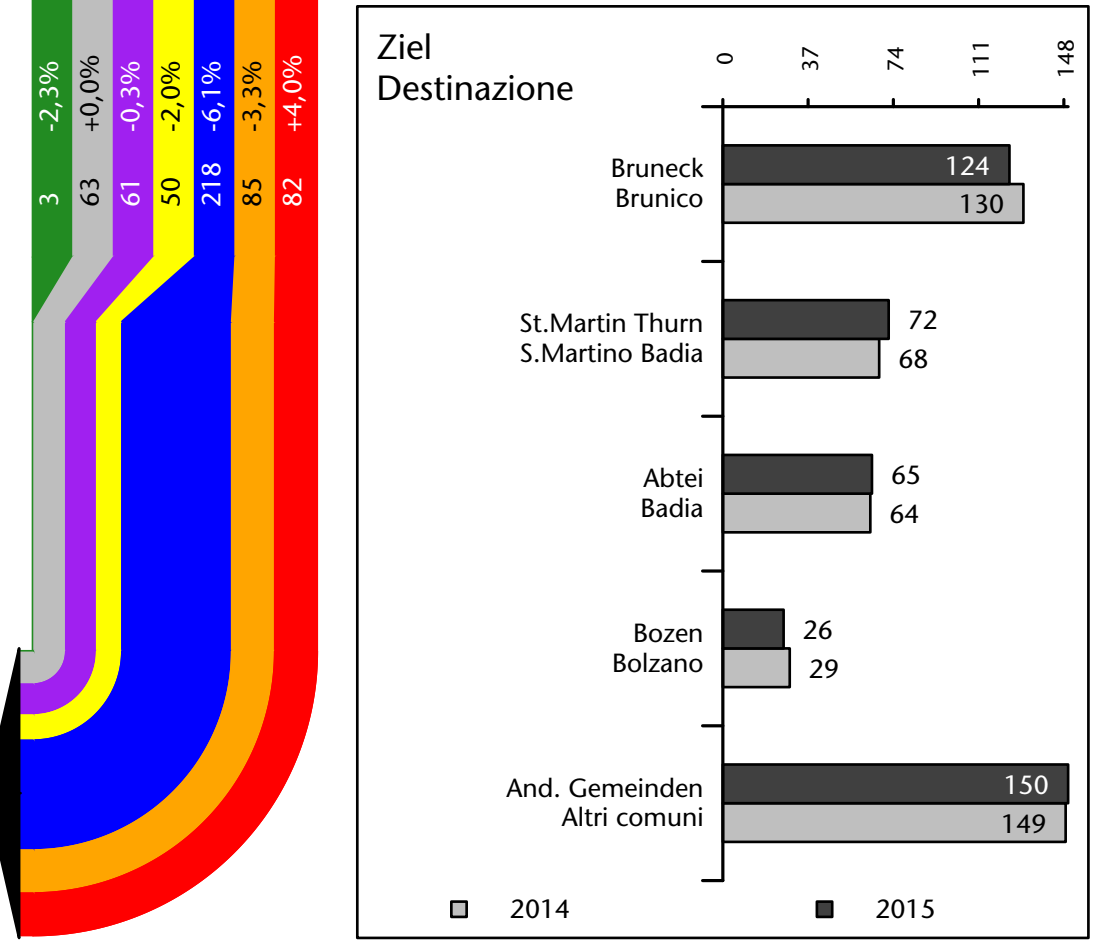 3 -2,3%
63 +0,0%
61 -0,3%
50 -2,0%
218 -6,1%
85 -3,3%
82 +4,0%
Ziel
Destinazione
0 37 74 111 148
Bruneck
Brunico
124
130
St.Martin Thurn
S.Martino Badia
72
68
Abtei
Badia
65
64
Bozen
Bolzano
26
29
And. Gemeinden
Altri comuni
150
149
2014 2015